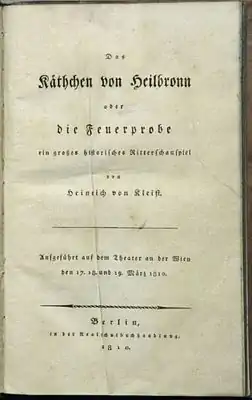 Das
Käthchen von Heilbronn
oder
die Feuerprobe
ein großes historisches Ritterschauspiel
von
Heinrich von Kleist.
Aufgeführt auf dem Theater an der Wien
den 17. 18. und 19. März 1810.
Berlin,
in der Realschulbuchhandlung.
1810.